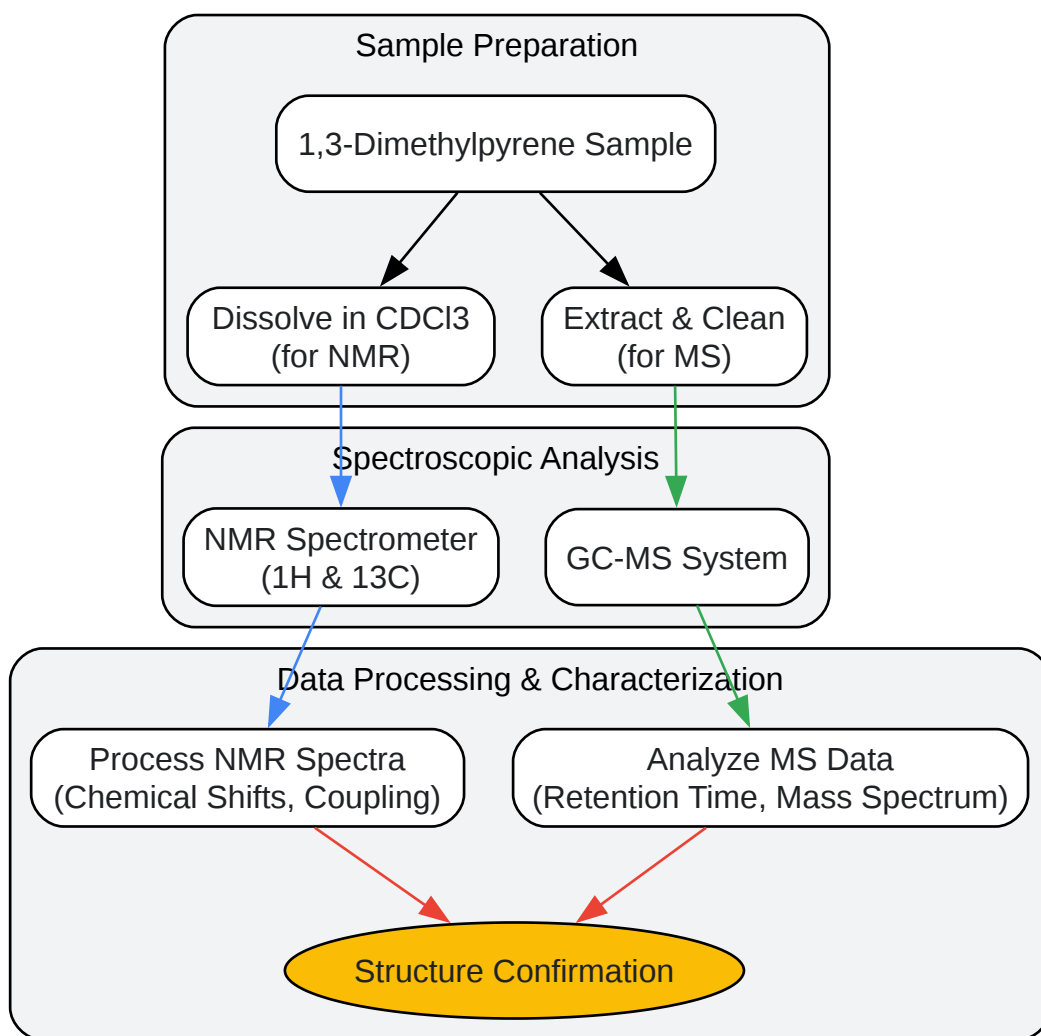 Sample Preparation
1,3-Dimethylpyrene Sample
Dissolve in CDCl3
(for NMR)
Extract & Clean
(for MS)
Spectroscopic Analysis
NMR Spectrometer
(1H & 13C)
GC-MS System
Data Processing & Characterization
Process NMR Spectra
(Chemical Shifts, Coupling)
Analyze MS Data
(Retention Time, Mass Spectrum)
Structure Confirmation